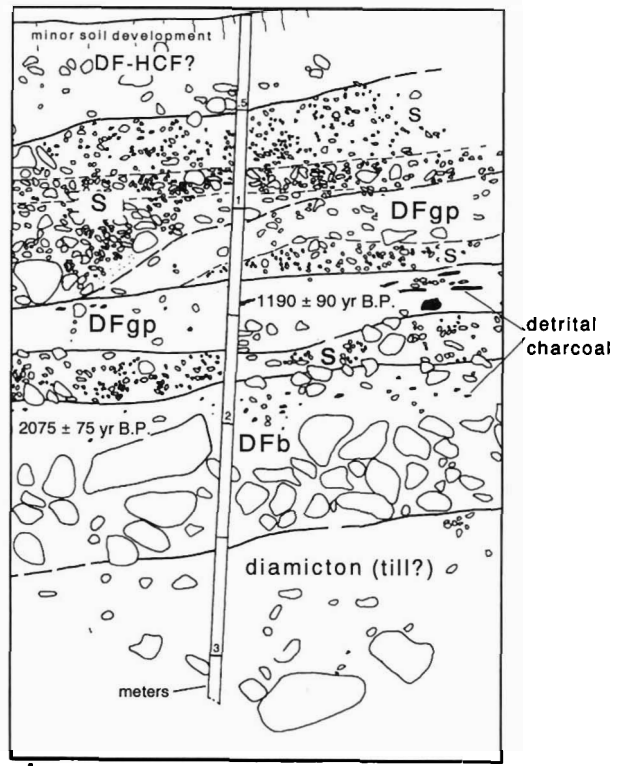 minor soil development
DF-HCF?
.5
S
S
1
DFgp
S
1190 ± 90 yr B.P.
DFgp
detrital
charcoal
S
2
2075 ± 75 yr B.P.
DFb
diamicton (till?)
3
meters